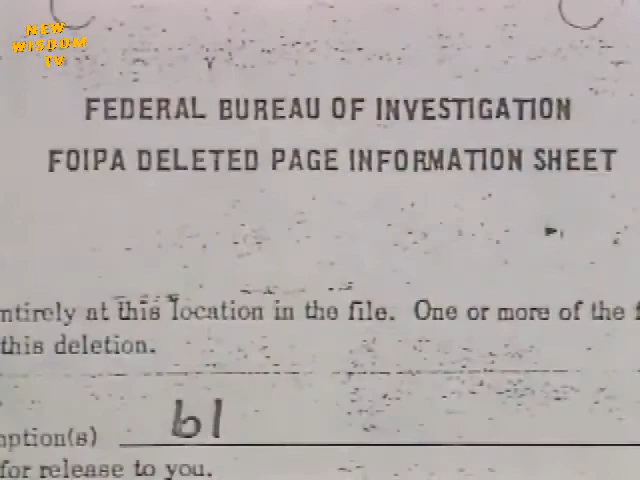 NEW
WISDOM
TV
FEDERAL BUREAU OF INVESTIGATION
FOIPA DELETED PAGE INFORMATION SHEET
ntirely at this location in the file. One or more of the f
this deletion.
mption(s) b1
for release to you.